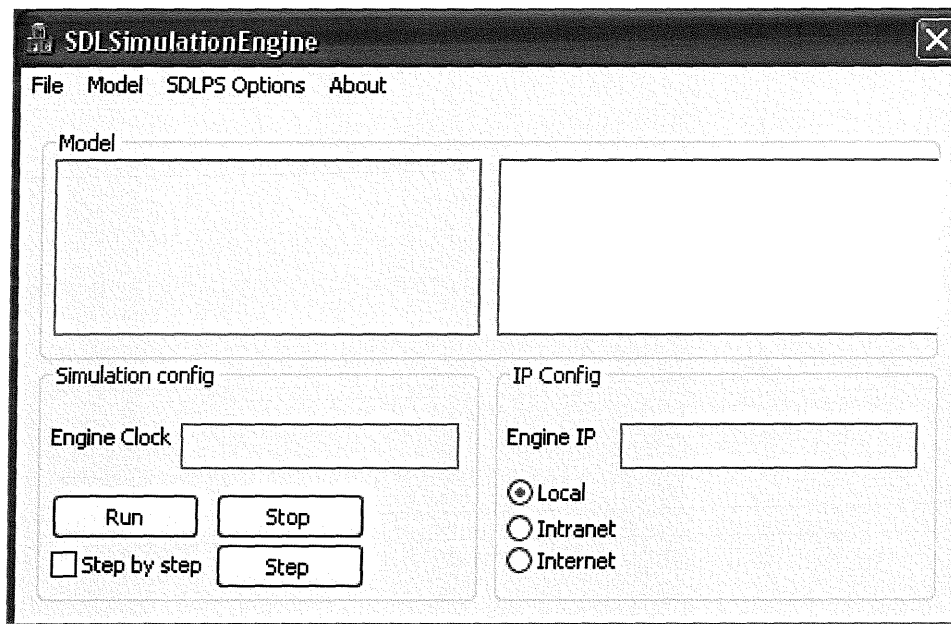 SDLSimulationEngine
File Model SDLPS Options About
Model
Simulation config
IP Config
Engine Clock
Engine IP
Run Stop
Local
Intranet
Step by step Step
Internet